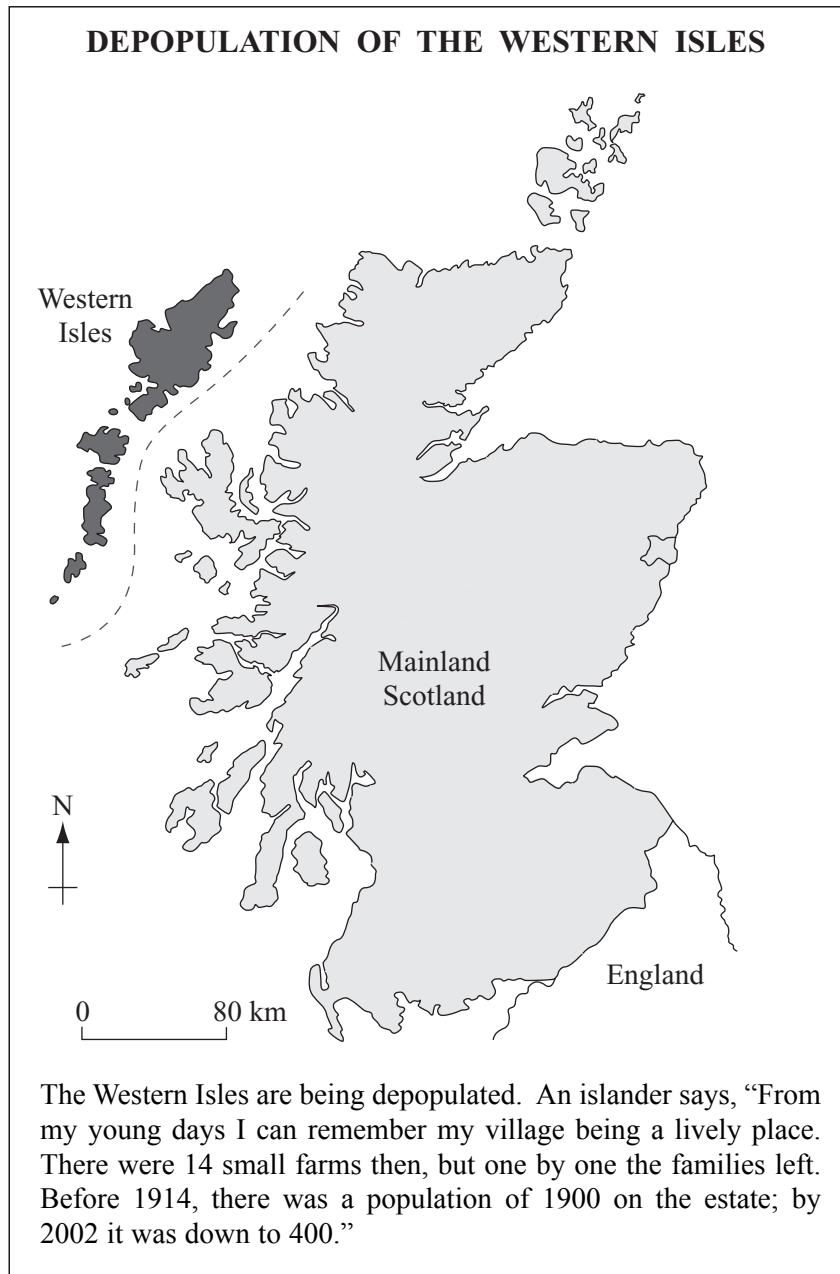 DEPOPULATION OF THE WESTERN ISLES
Western
Isles
Mainland
Scotland
N
England
0 80 km
The Western Isles are being depopulated. An islander says, “From
my young days I can remember my village being a lively place.
There were 14 small farms then, but one by one the families left.
Before 1914, there was a population of 1900 on the estate; by
2002 it was down to 400.”